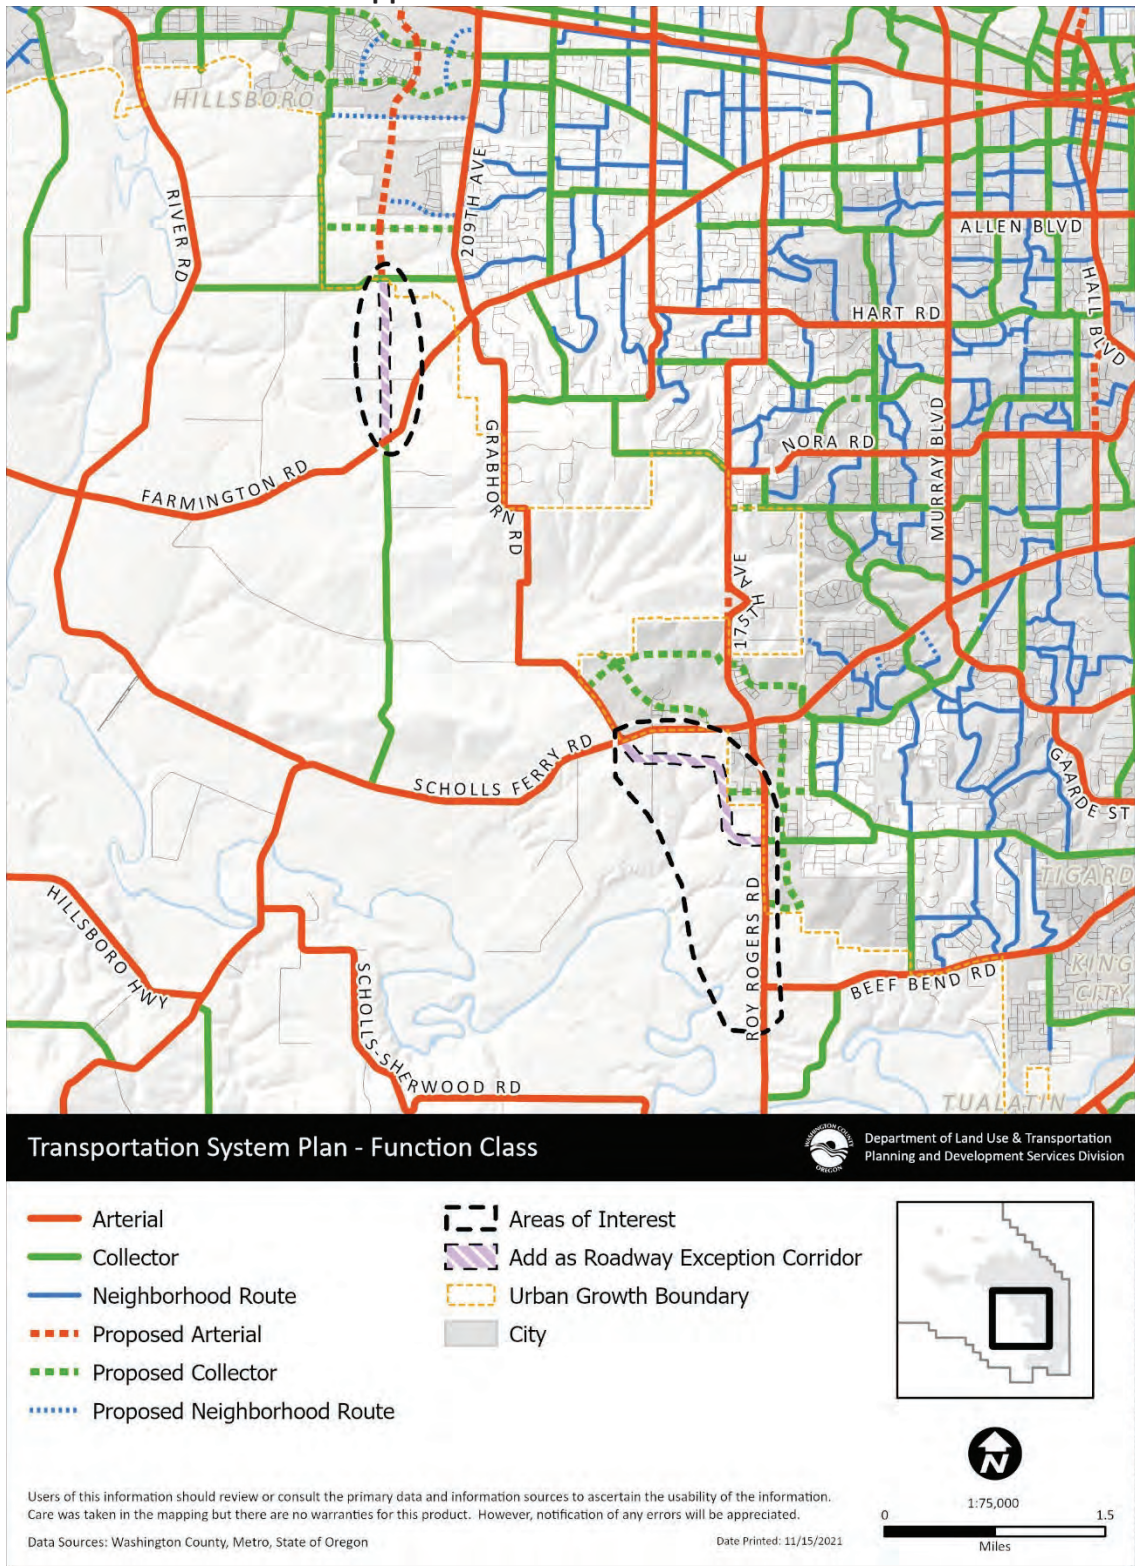 HILLSBORO
RIVER RD
209TH AVE
ALLEN BLVD
HALL BLVD
HART RD
MURRAY BLVD
NORA RD
GRABHORN RD
FARMINGTON RD
175TH AVE
SCHOLLS FERRY RD
GAARDE ST
TIGARD
HILLSBORO HWY
SCHOLLS-SHERWOOD RD
ROY ROGERS RD
BEEF BEND RD
KING
CITY
TUALATIN
Transportation System Plan - Function Class
WASHINGTON COUNTY
OREGON
Department of Land Use & Transportation
Planning and Development Services Division
Arterial
Collector
Neighborhood Route
Proposed Arterial
Proposed Collector
Proposed Neighborhood Route
Areas of Interest
Add as Roadway Exception Corridor
Urban Growth Boundary
City
N
1:75,000
0 1.5
Miles
Users of this information should review or consult the primary data and information sources to ascertain the usability of the information.
Care was taken in the mapping but there are no warranties for this product. However, notification of any errors will be appreciated.
Data Sources: Washington County, Metro, State of Oregon
Date Printed: 11/15/2021